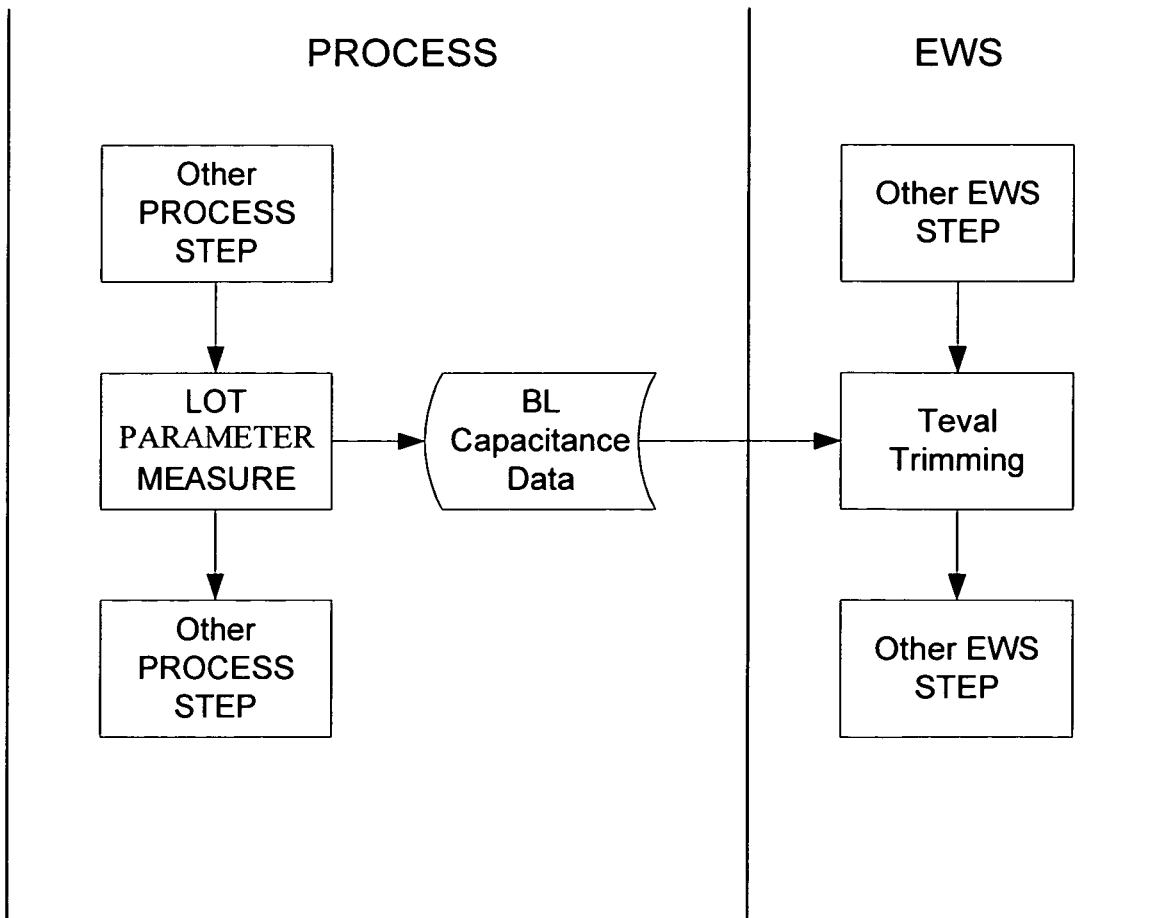 PROCESS
EWS
Other
PROCESS
STEP
LOT
PARAMETER
MEASURE
Other
PROCESS
STEP
BL
Capacitance
Data
Other EWS
STEP
Teval
Trimming
Other EWS
STEP